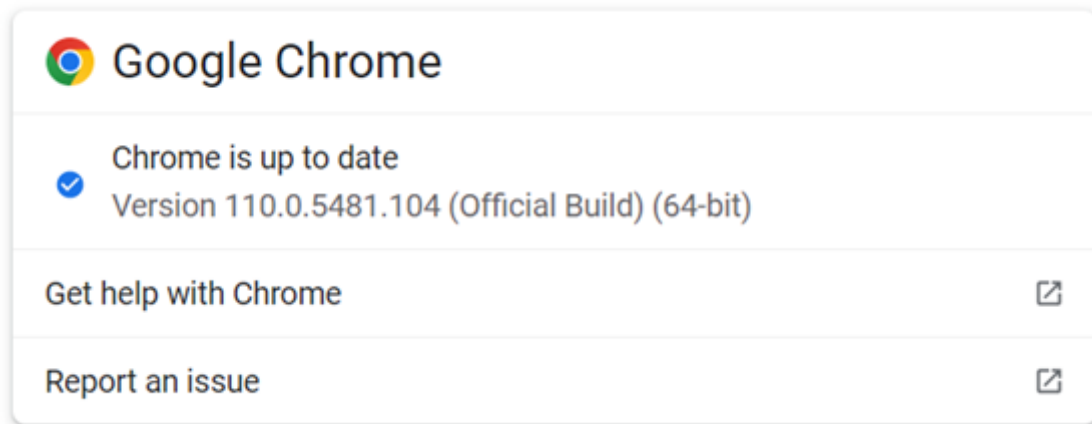 Google Chrome
Chrome is up to date
Version 110.0.5481.104 (Official Build) (64-bit)
Get help with Chrome
Report an issue